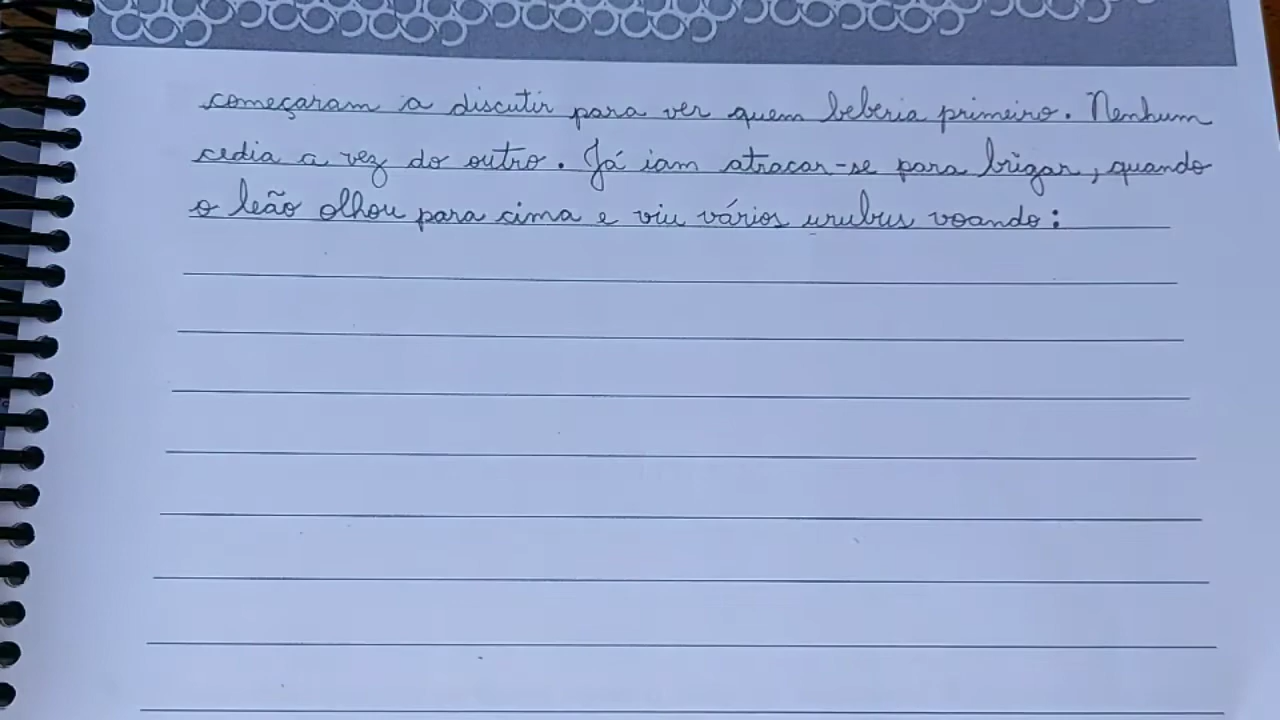 começaram a discutir para ver quem beberia primeiro. Nenhum
cedia a vez do outro. Já iam atracar-se para brigar, quando
o leão olhou para cima e viu vários urubus voando: